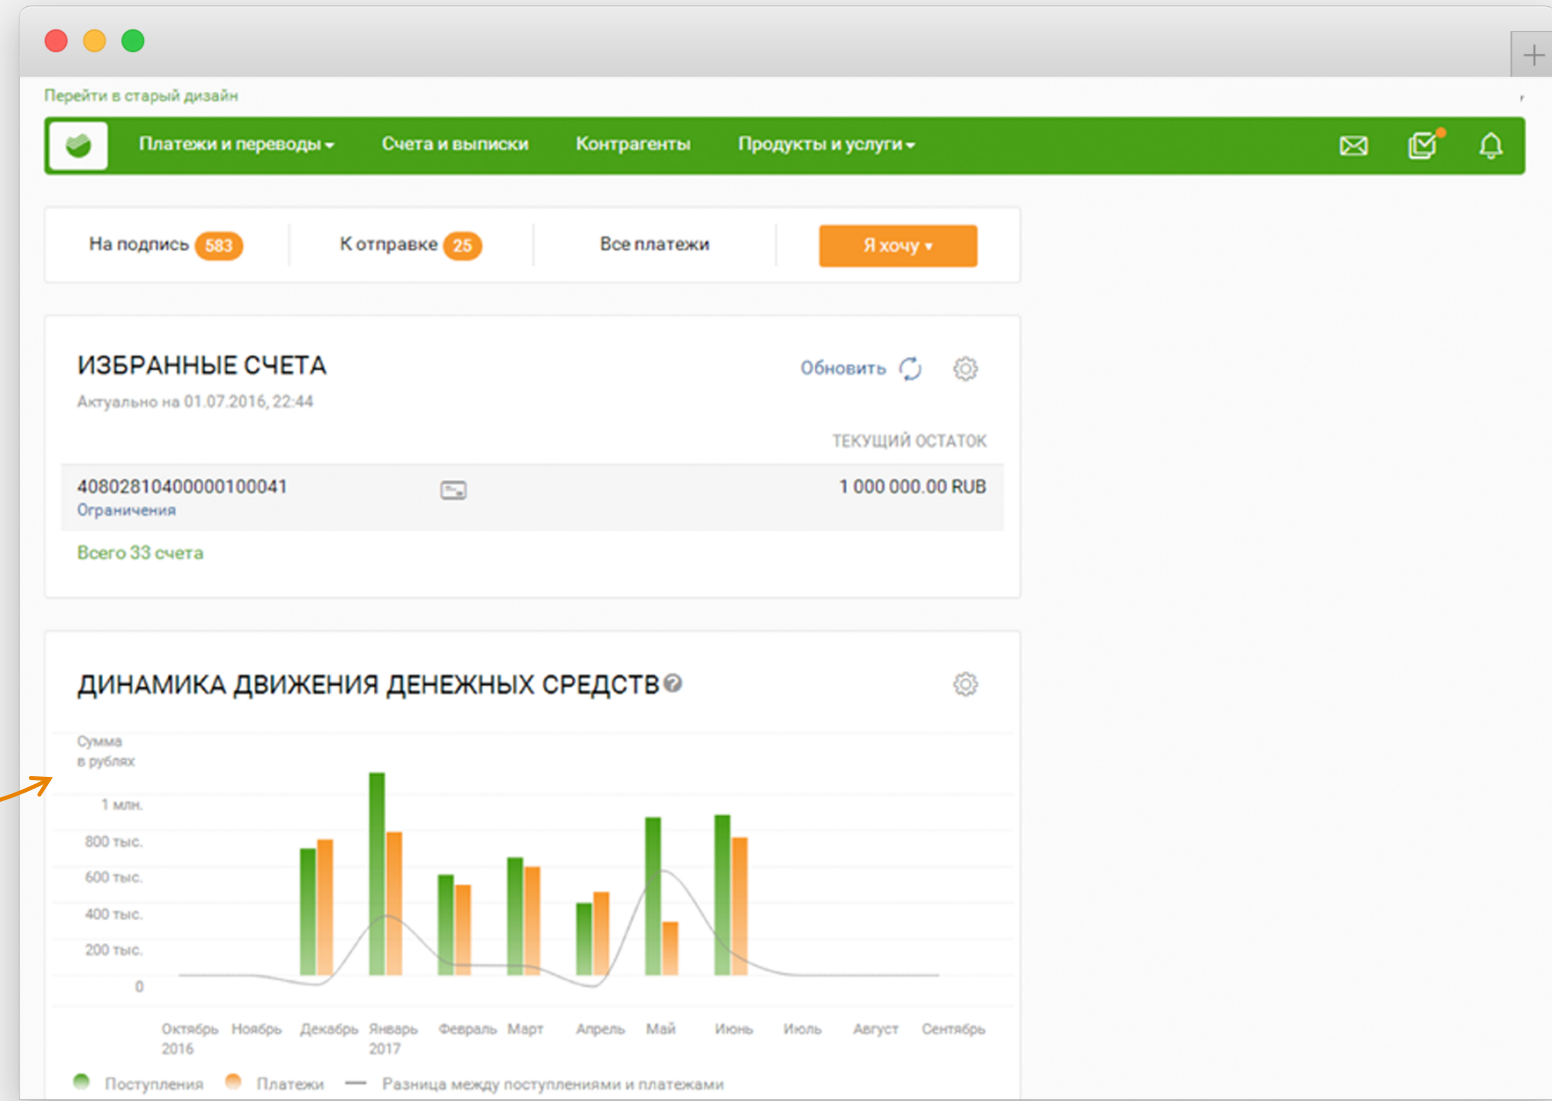 Перейти в старый дизайн
Платежи и переводы Счета и выписки Контрагенты Продукты и услуги
На подпись 583 К отправке 25 Все платежи Я хочу
ИЗБРАННЫЕ СЧЕТА
Обновить
Актуально на 01.07.2016, 22:44
ТЕКУЩИЙ ОСТАТОК
40802810400000100041 1 000 000.00 RUB
Ограничения
Всего 33 счета
ДИНАМИКА ДВИЖЕНИЯ ДЕНЕЖНЫХ СРЕДСТВ ?
Сумма
в рублях
1 млн.
800 тыс.
600 тыс.
400 тыс.
200 тыс.
0
Октябрь Ноябрь Декабрь Январь Февраль Март Апрель Май Июнь Июль Август Сентябрь
2016 2017
Поступления Платежи Разница между поступлениями и платежами